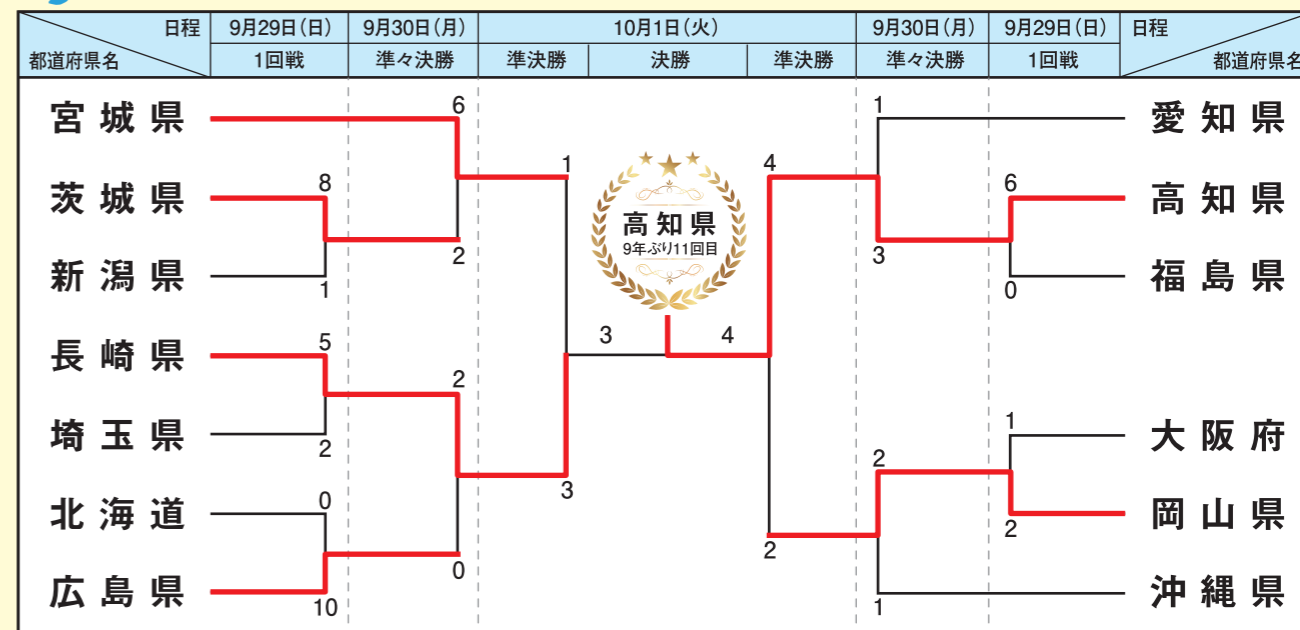 日程 9月29日(日) 9月30日(月) 10月1日(火) 9月30日(月) 9月29日(日) 日程
都道府県名 1回戦 準々決勝 準決勝 決勝 準決勝 準々決勝 1回戦 都道府県名
6 1
宮城県 愛知県
1 4
8 6
茨城県 高知県 高知県
9年ぶり11回目
2 3
新潟県 福島県
1 0
5 3 4
長崎県
2
1
埼玉県 大阪府
2 2
3
0
北海道 岡山県
2
2
0
広島県 沖縄県
10 1